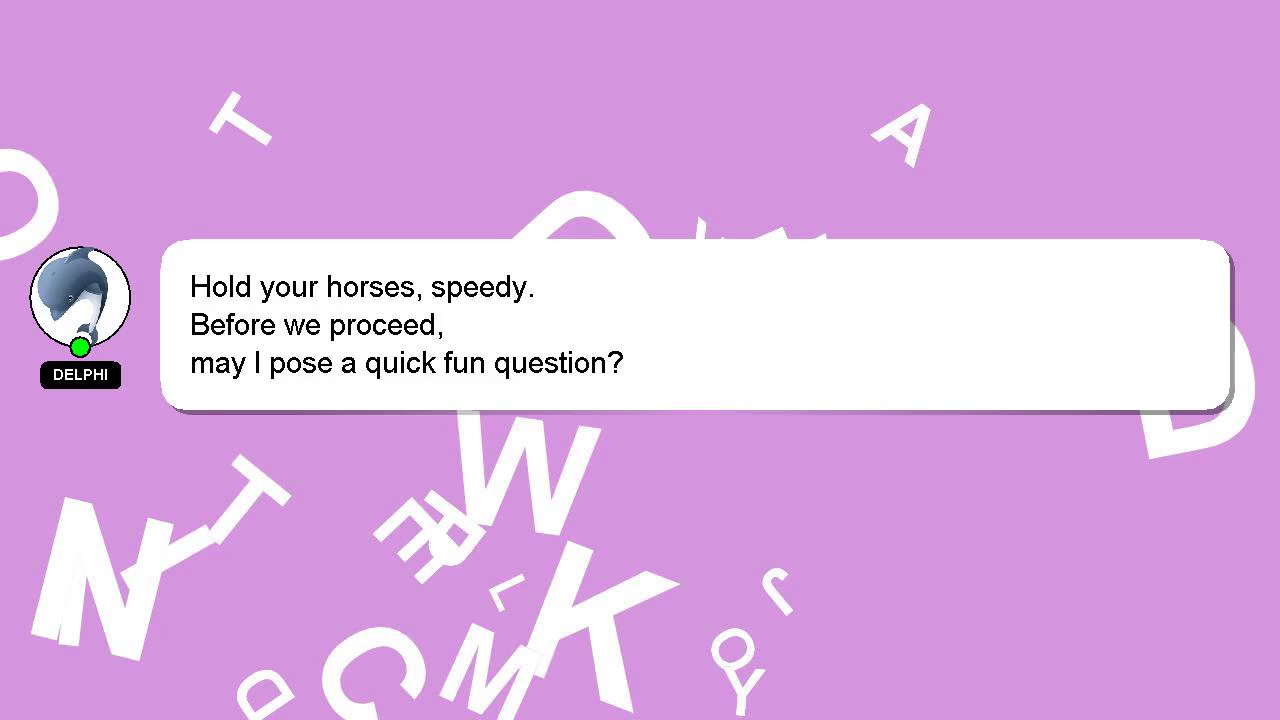 T
A
Hold your horses, speedy.
Before we proceed,
may I pose a quick fun question?
DELPHI
D
W
T
N
E
R
L
K
J
C
M
O
Y
D